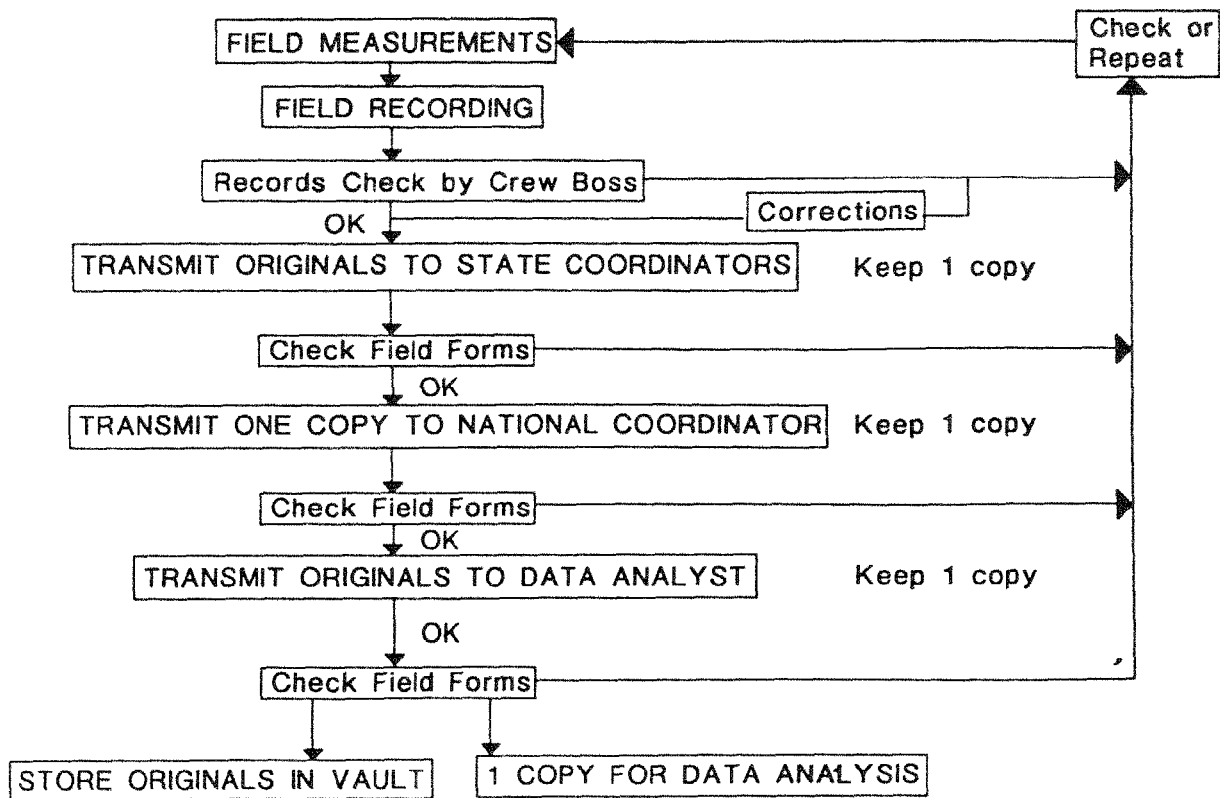 FIELD MEASUREMENTS
Check or
Repeat
FIELD RECORDING
Records Check by Crew Boss
Corrections
OK
TRANSMIT ORIGINALS TO STATE COORDINATORS
Keep 1 copy
Check Field Forms
OK
TRANSMIT ONE COPY TO NATIONAL COORDINATOR
Keep 1 copy
Check Field Forms
OK
TRANSMIT ORIGINALS TO DATA ANALYST
Keep 1 copy
OK
Check Field Forms
STORE ORIGINALS IN VAULT
1 COPY FOR DATA ANALYSIS